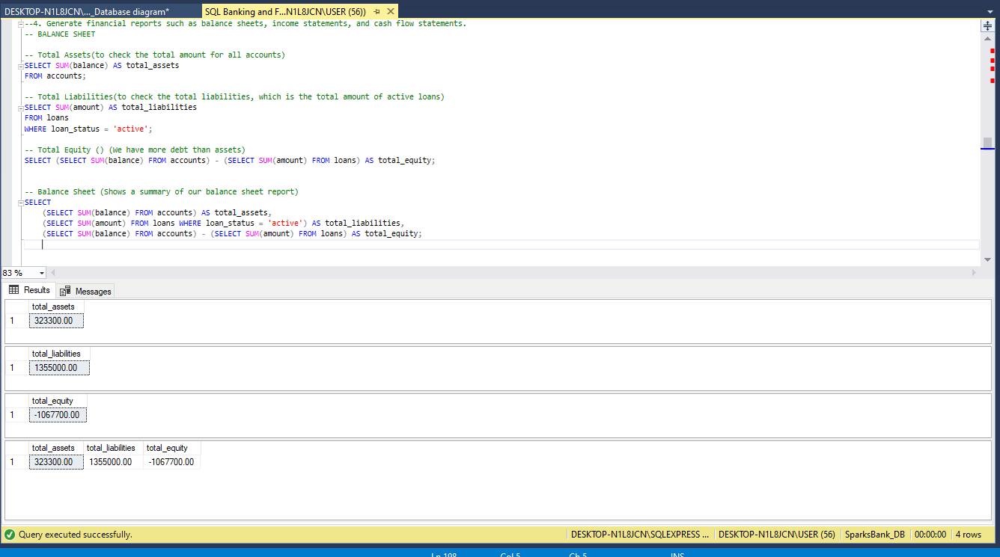 DESKTOP-N1L8JCN\..._Database diagram*
SQL Banking and F...N1L8JCN\USER (56))
--4. Generate financial reports such as balance sheets, income statements, and cash flow statements.
-- BALANCE SHEET
-- Total Assets(to check the total amount for all accounts)
SELECT SUM(balance) AS total_assets
FROM accounts;
-- Total Liabilities(to check the total liabilities, which is the total amount of active loans)
SELECT SUM(amount) AS total_liabilities
FROM loans
WHERE loan_status = 'active';
-- Total Equity () (We have more debt than assets)
SELECT (SELECT SUM(balance) FROM accounts) - (SELECT SUM(amount) FROM loans) AS total_equity;
-- Balance Sheet (Shows a summary of our balance sheet report)
SELECT
(SELECT SUM(balance) FROM accounts) AS total_assets,
(SELECT SUM(amount) FROM loans WHERE loan_status = 'active') AS total_liabilities,
(SELECT SUM(balance) FROM accounts) - (SELECT SUM(amount) FROM loans) AS total_equity;
83 %
Results Messages
total_assets
1 323300.00
total_liabilities
1 1355000.00
total_equity
1 -1067700.00
total_assets total_liabilities total_equity
1 323300.00 1355000.00 -1067700.00
Query executed successfully. DESKTOP-N1L8JCN\SQLEXPRESS ... DESKTOP-N1L8JCN\USER (56) SparksBank_DB 00:00:00 4 rows
Ln 198 Col 5 Ch 5 INS